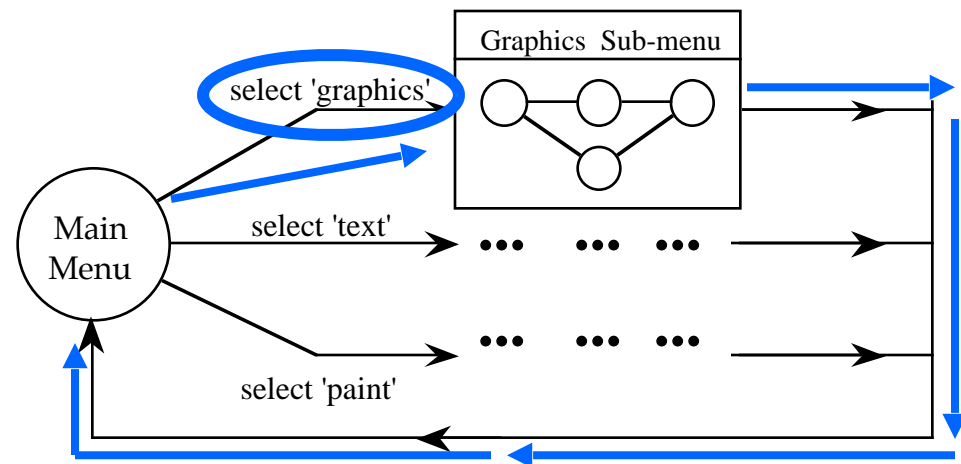 Graphics Sub-menu
select 'graphics'
Main
Menu
select 'text'
select 'paint'